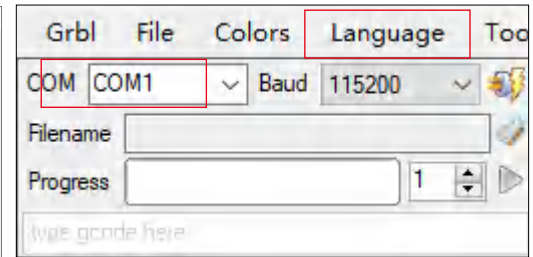 Grbl File Colors Language Too
COM COM1 Baud 115200
Filename
Progress 1
type gcode here